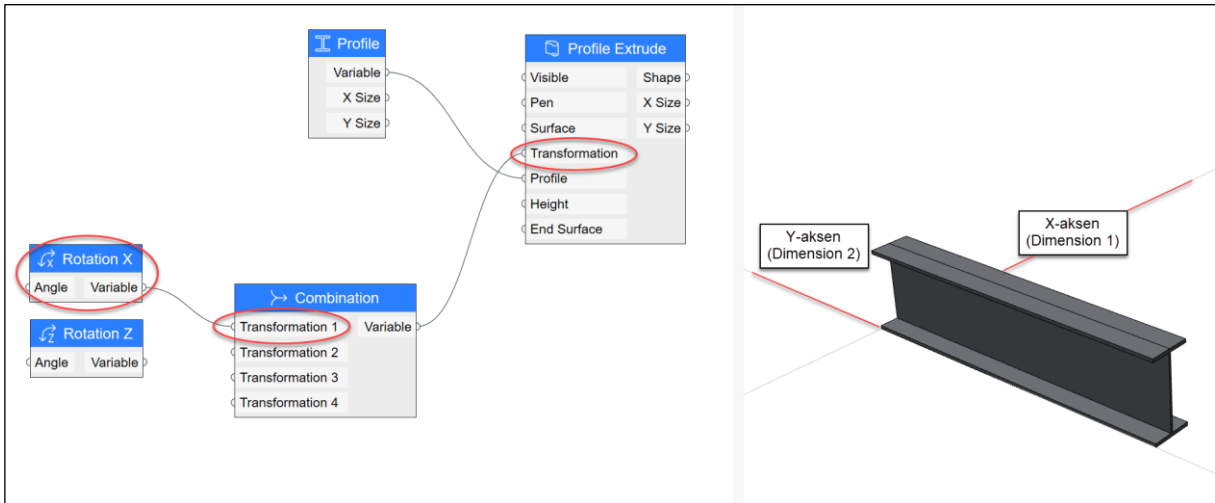 Profile
Variable
X Size
Y Size
Profile Extrude
Visible
Shape
Pen
X Size
Surface
Y Size
Transformation
Profile
Height
End Surface
X Rotation X
Angle
Variable
Z Rotation Z
Angle
Variable
Combination
Transformation 1
Variable
Transformation 2
Transformation 3
Transformation 4
Y-aksen
(Dimension 2)
X-aksen
(Dimension 1)